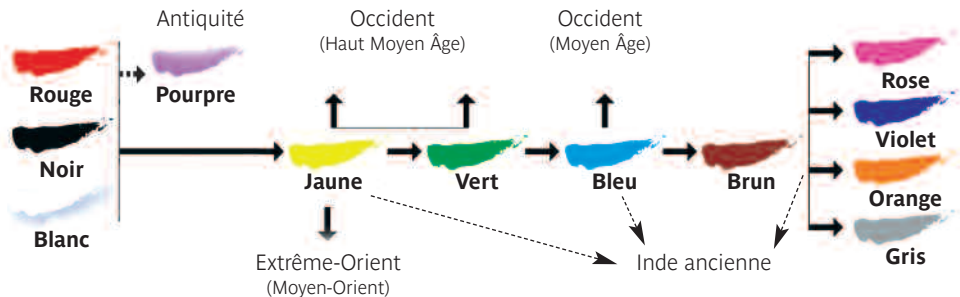 Antiquité
Occident
(Haut Moyen Âge)
Occident
(Moyen Âge)
Rouge
Pourpre
Rose
Noir
Violet
Jaune
Vert
Bleu
Brun
Orange
Blanc
Gris
Extrême-Orient
(Moyen-Orient)
Inde ancienne